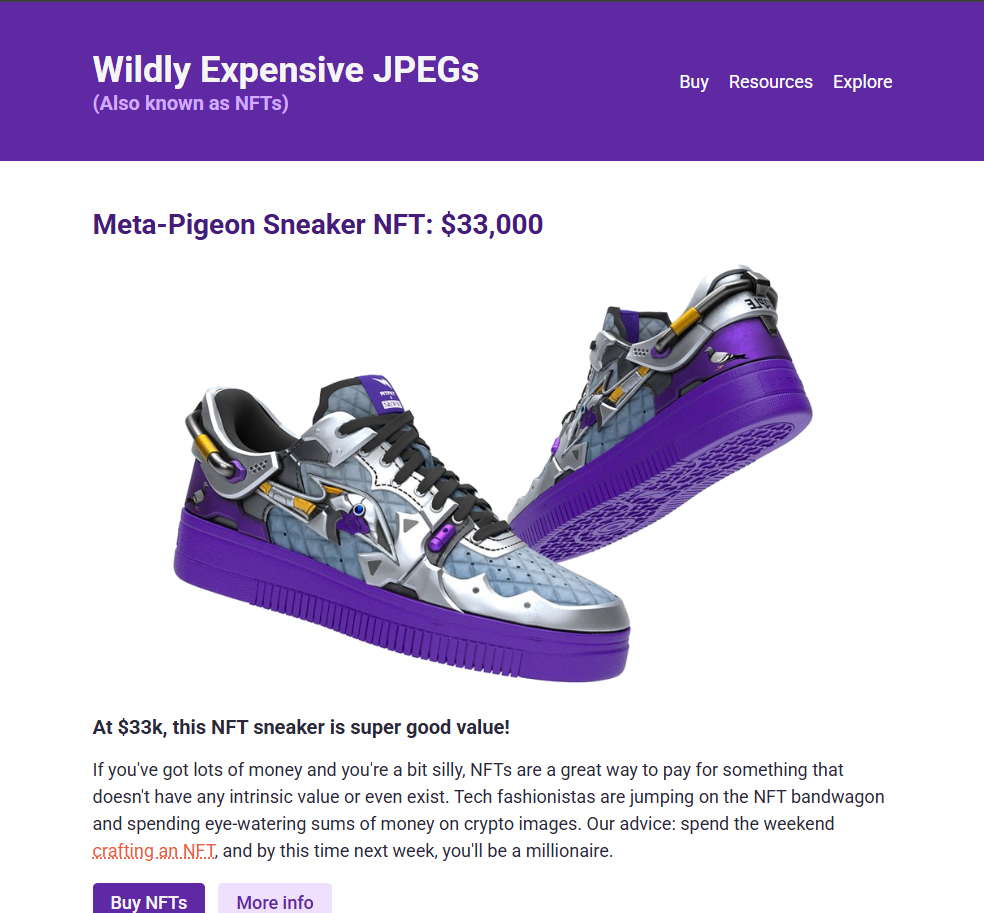 Wildly Expensive JPEGs
(Also known as NFTs)
Buy Resources Explore
Meta-Pigeon Sneaker NFT: $33,000
At $33k, this NFT sneaker is super good value!
If you've got lots of money and you're a bit silly, NFTs are a great way to pay for something that
doesn't have any intrinsic value or even exist. Tech fashionistas are jumping on the NFT bandwagon
and spending eye-watering sums of money on crypto images. Our advice: spend the weekend
crafting an NFT, and by this time next week, you'll be a millionaire.
Buy NFTs More info